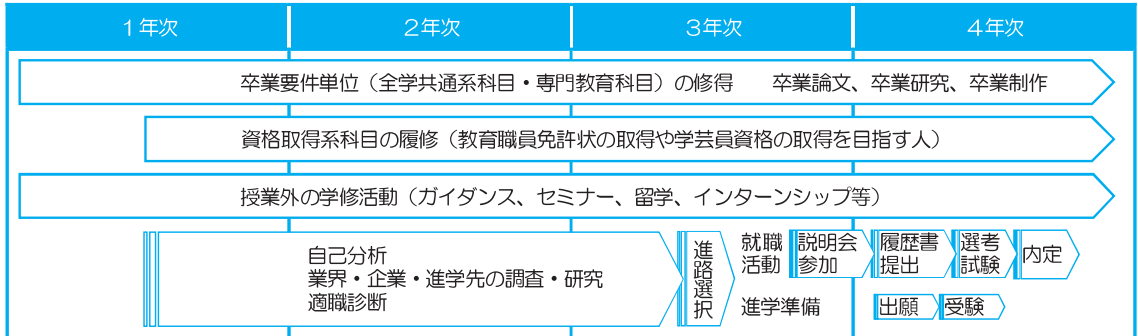 1年次 2年次 3年次 4年次
卒業要件単位（全学共通系科目・専門教育科目）の修得 卒業論文、卒業研究、卒業制作
資格取得系科目の履修（教育職員免許状の取得や学芸員資格の取得を目指す人）
授業外の学修活動（ガイダンス、セミナー、留学、インターンシップ等）
自己分析
業界・企業・進学先の調査・研究
適職診断
進路選択
就職
活動
説明会
参加
履歴書
提出
選考
試験
内定
進学準備
出願
受験